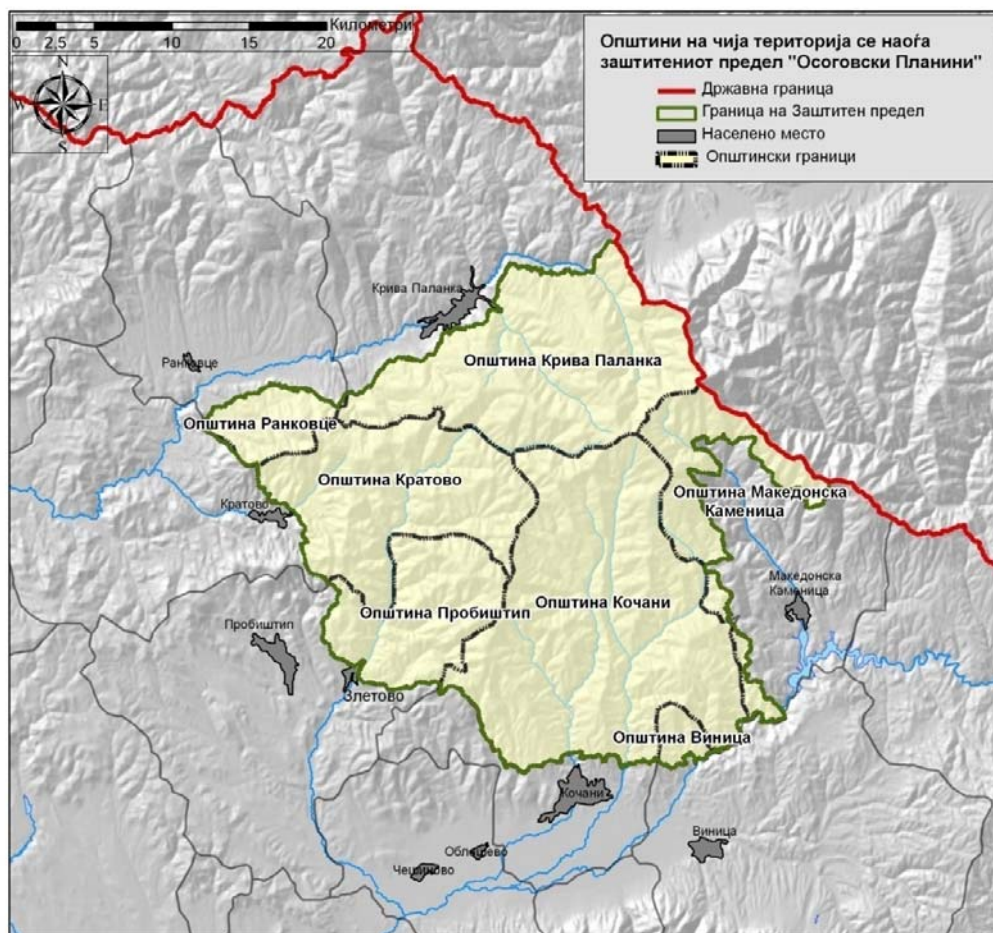 Километри
0 2,5 5 10 15 20
N
W E
S
Општини на чија територија се наоѓа
заштитениот предел "Осоговски Планини"
Државна граница
Граница на Заштитен предел
Населено место
Општински граници
Крива Паланка
Ранковце
Општина Крива Паланка
Општина Ранковце
Општина Кратово
Кратово
Општина Македонска
Каменица
Македонска
Каменица
Општина Пробиштип
Општина Кочани
Пробиштип
Злетово
Општина Виница
Кочани
Виница
Облешево
Чешиново